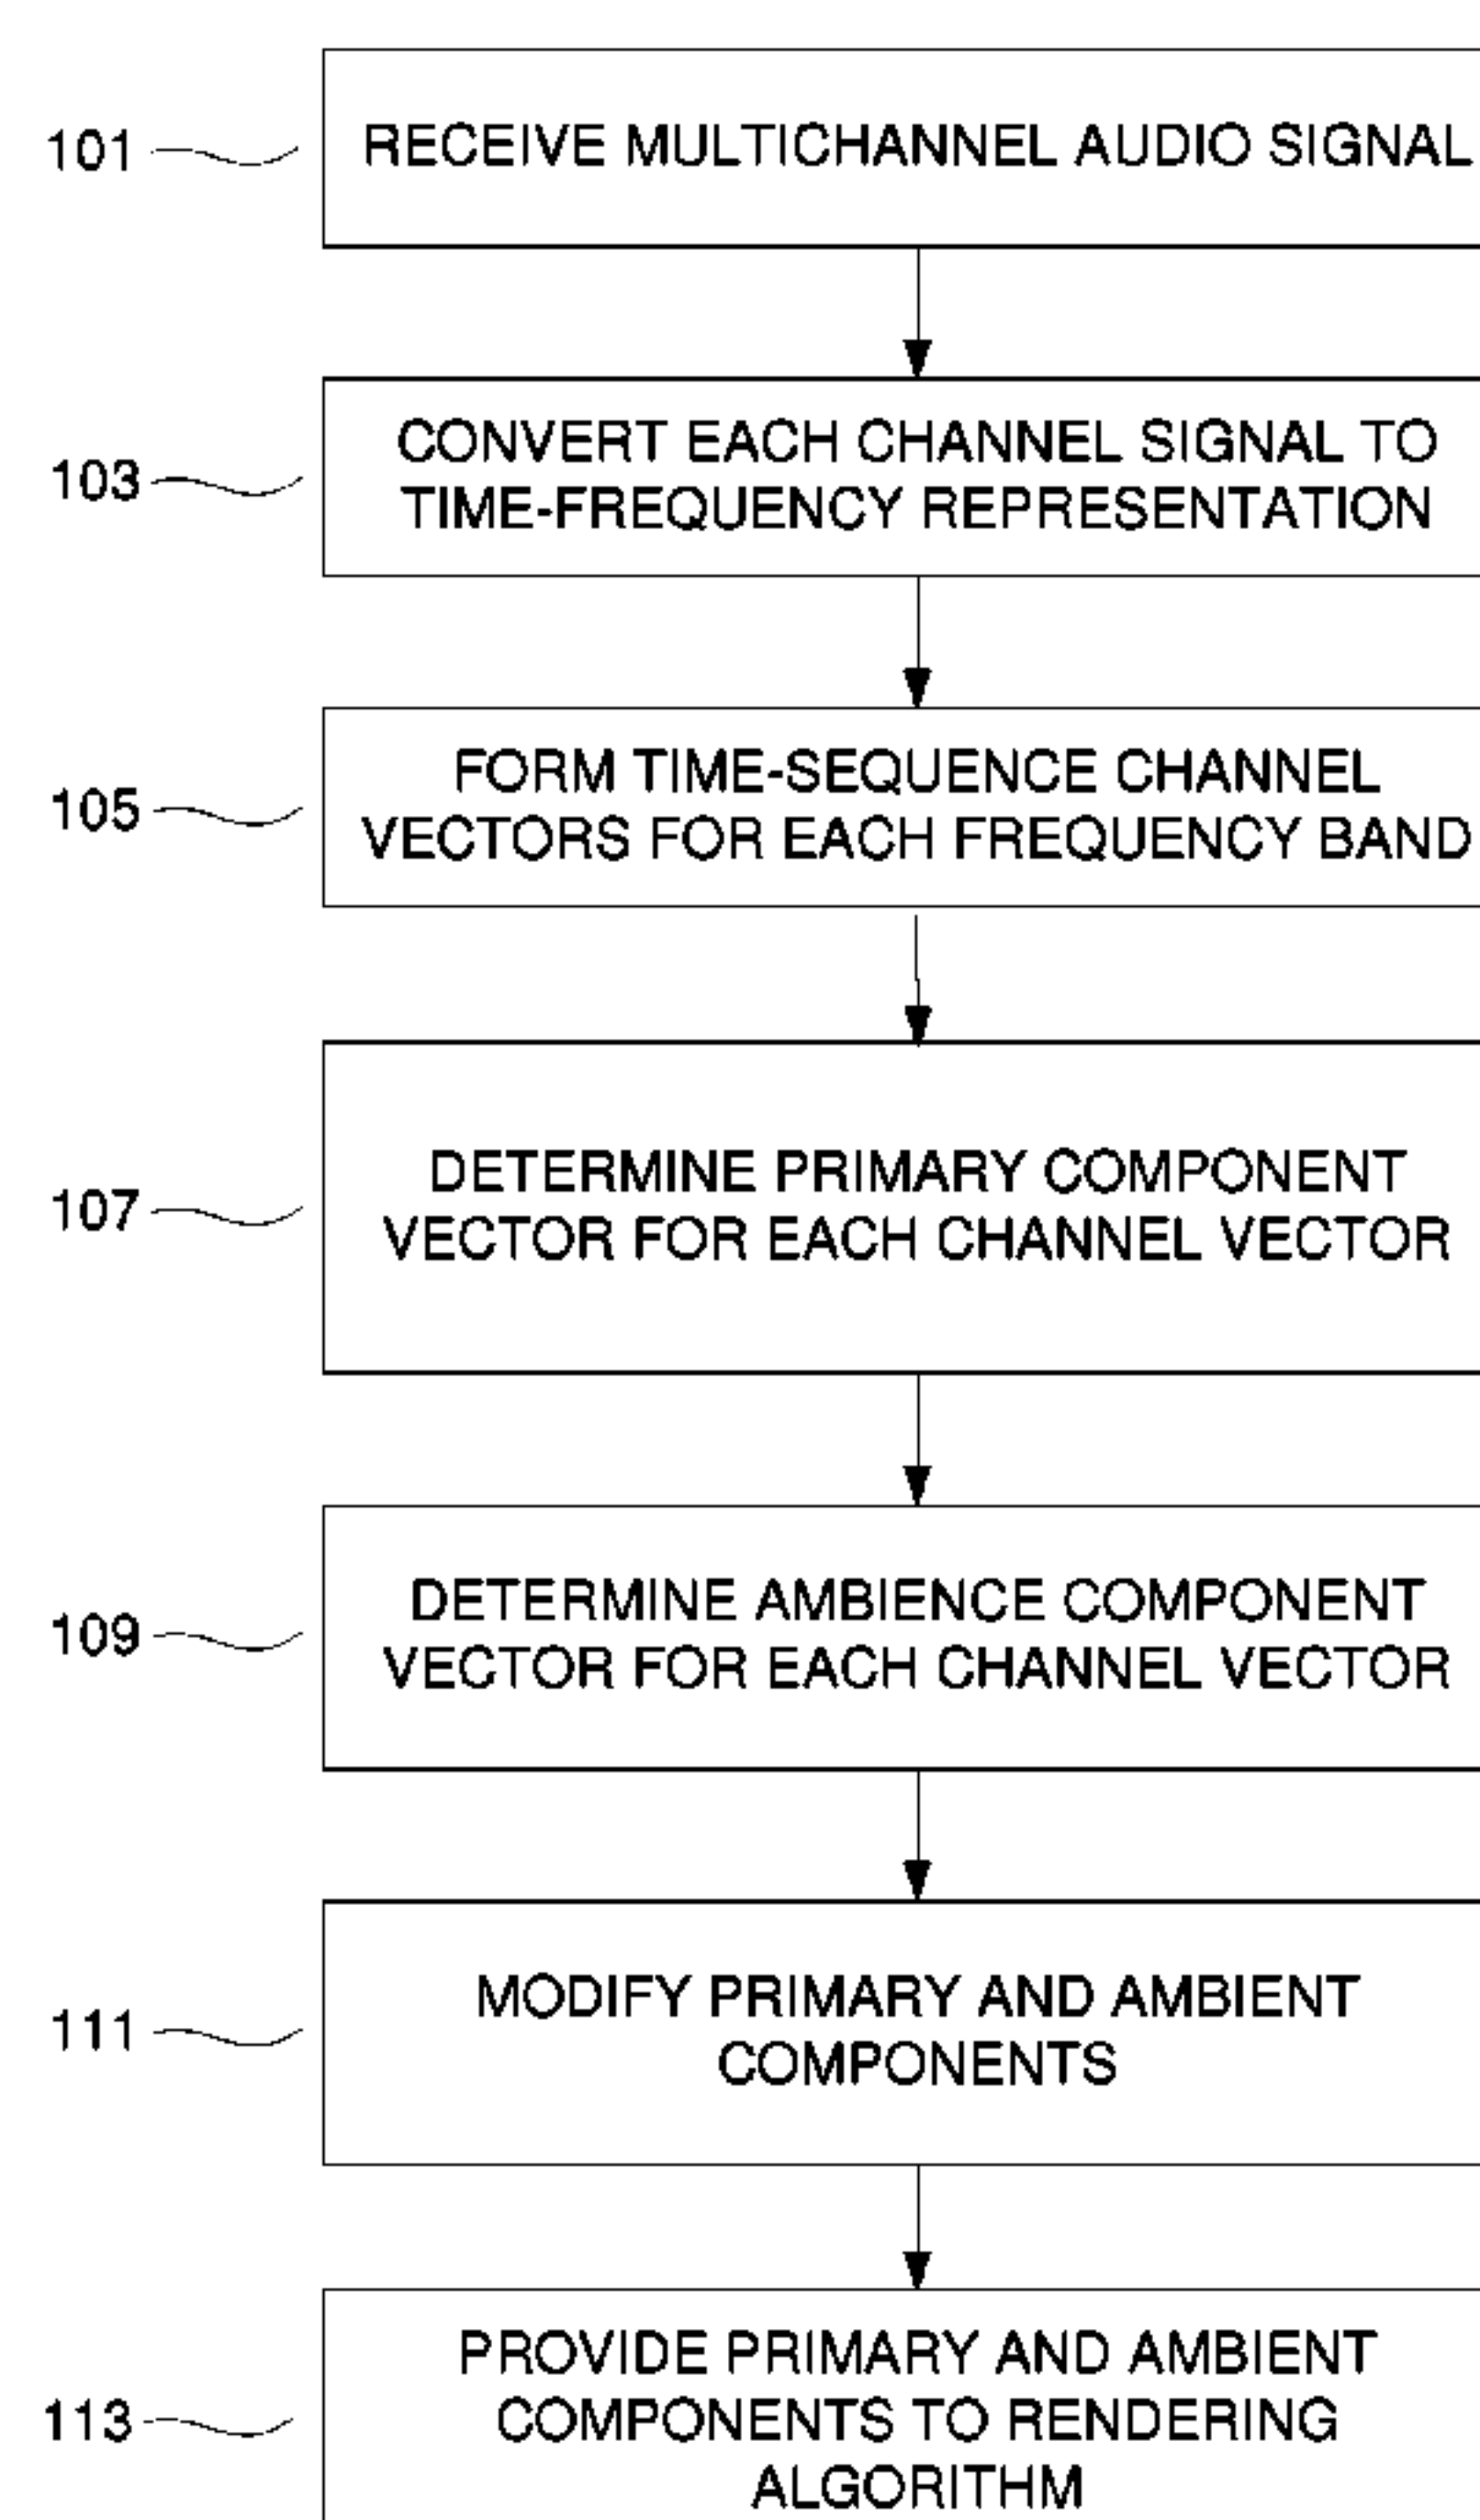 101 RECEIVE MULTICHANNEL AUDIO SIGNAL
CONVERT EACH CHANNEL SIGNAL TO
103 TIME-FREQUENCY REPRESENTATION
FORM TIME-SEQUENCE CHANNEL
105 VECTORS FOR EACH FREQUENCY BAND
DETERMINE PRIMARY COMPONENT
107 VECTOR FOR EACH CHANNEL VECTOR
DETERMINE AMBIENCE COMPONENT
109 VECTOR FOR EACH CHANNEL VECTOR
MODIFY PRIMARY AND AMBIENT
111 COMPONENTS
PROVIDE PRIMARY AND AMBIENT
113 COMPONENTS TO RENDERING
ALGORITHM